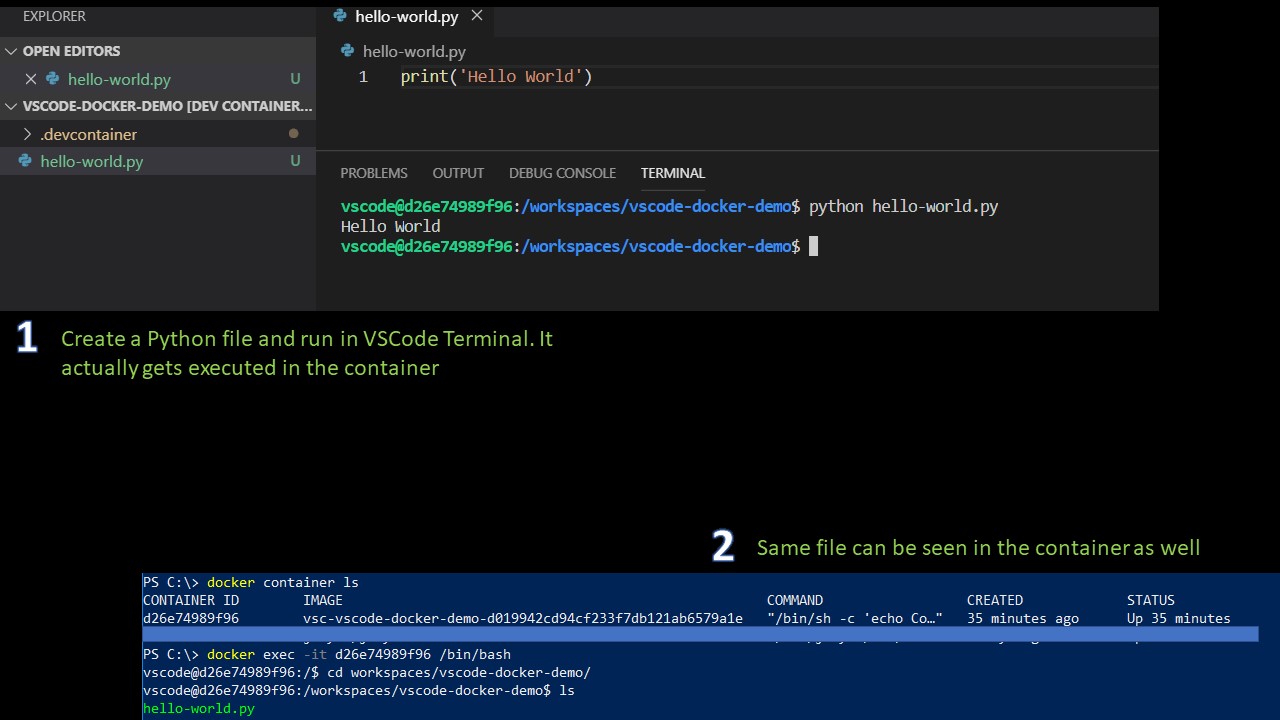 EXPLORER
OPEN EDITORS
hello-world.py U
VSCODE-DOCKER-DEMO [DEV CONTAINER...
.devcontainer
hello-world.py U
hello-world.py
hello-world.py
1 print('Hello World')
PROBLEMS OUTPUT DEBUG CONSOLE TERMINAL
vscode@d26e74989f96:/workspaces/vscode-docker-demo$ python hello-world.py
Hello World
vscode@d26e74989f96:/workspaces/vscode-docker-demo$
1 Create a Python file and run in VSCode Terminal. It
actually gets executed in the container
2 Same file can be seen in the container as well
PS C:\> docker container ls
CONTAINER ID IMAGE COMMAND CREATED STATUS
d26e74989f96 vsc-vscode-docker-demo-d019942cd94cf233f7db121ab6579a1e "/bin/sh -c 'echo Co…" 35 minutes ago Up 35 minutes
PS C:\> docker exec -it d26e74989f96 /bin/bash
vscode@d26e74989f96:/$ cd workspaces/vscode-docker-demo/
vscode@d26e74989f96:/workspaces/vscode-docker-demo$ ls
hello-world.py